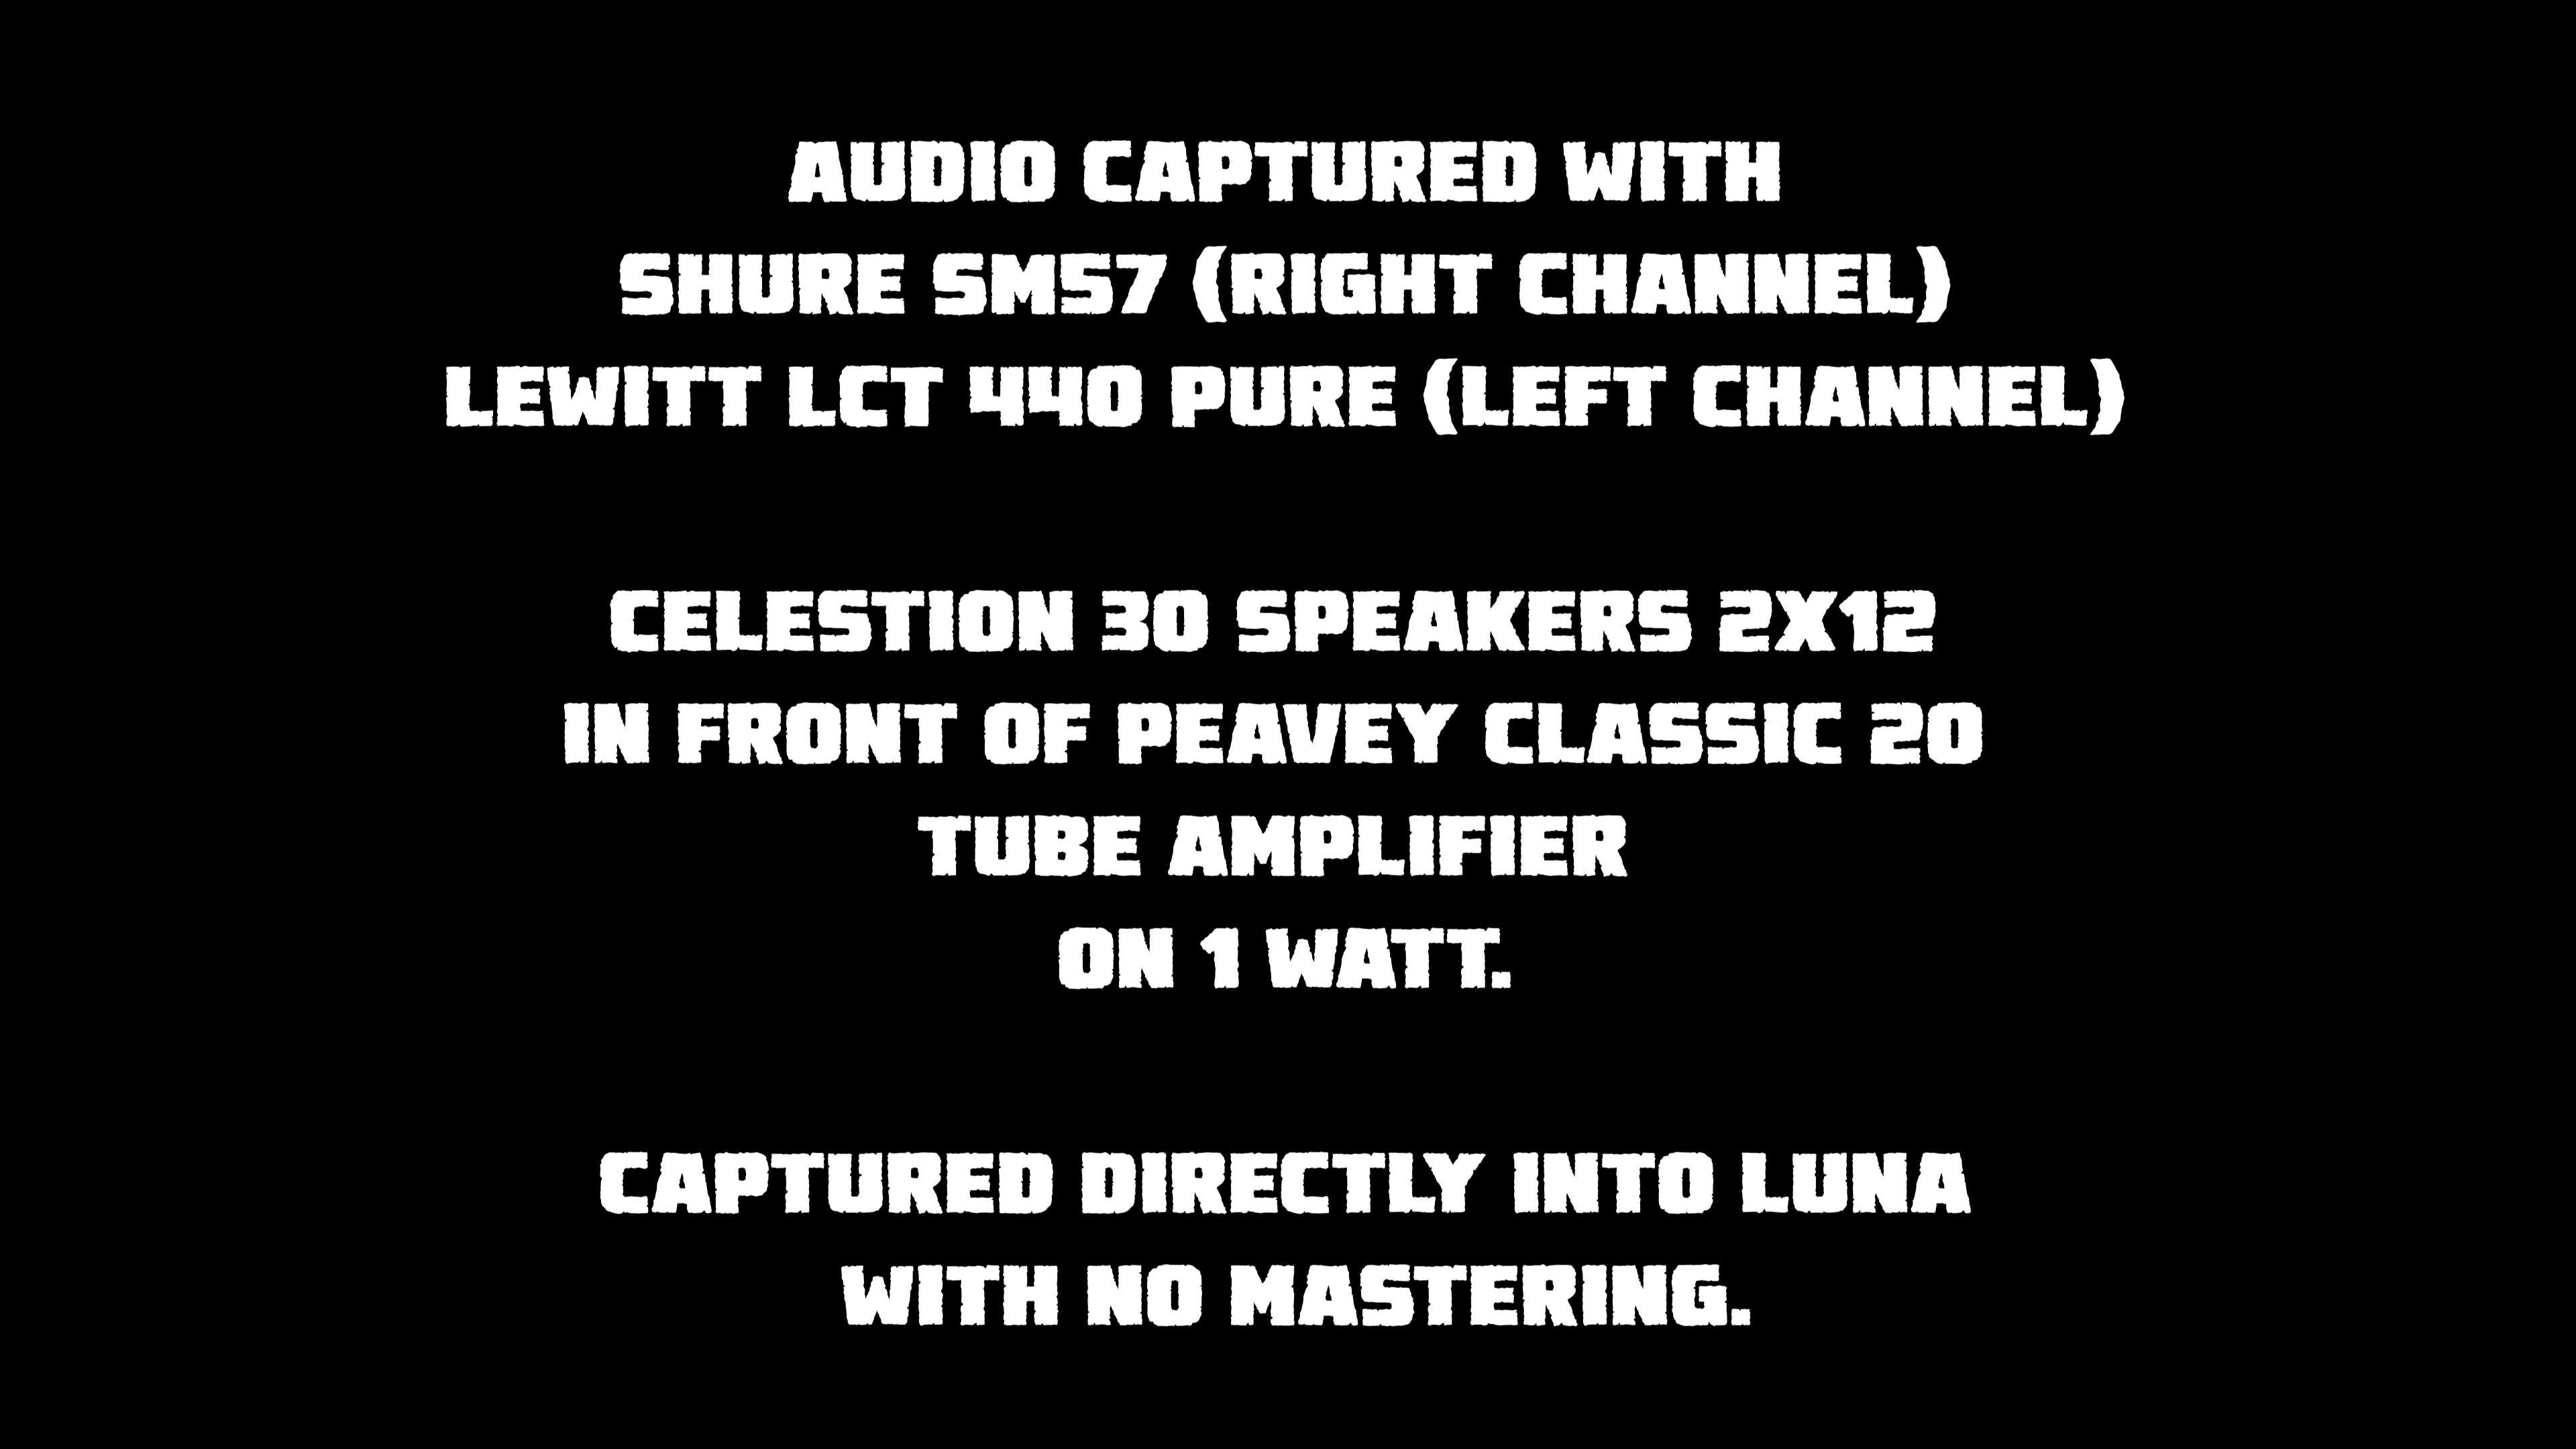 AUDIO CAPTURED WITH
SHURE SM57 (RIGHT CHANNEL)
LEWITT LCT 440 PURE (LEFT CHANNEL)
CELESTION 30 SPEAKERS 2X12
IN FRONT OF PEAVEY CLASSIC 20
TUBE AMPLIFIER
ON 1 WATT.
CAPTURED DIRECTLY INTO LUNA
WITH NO MASTERING.